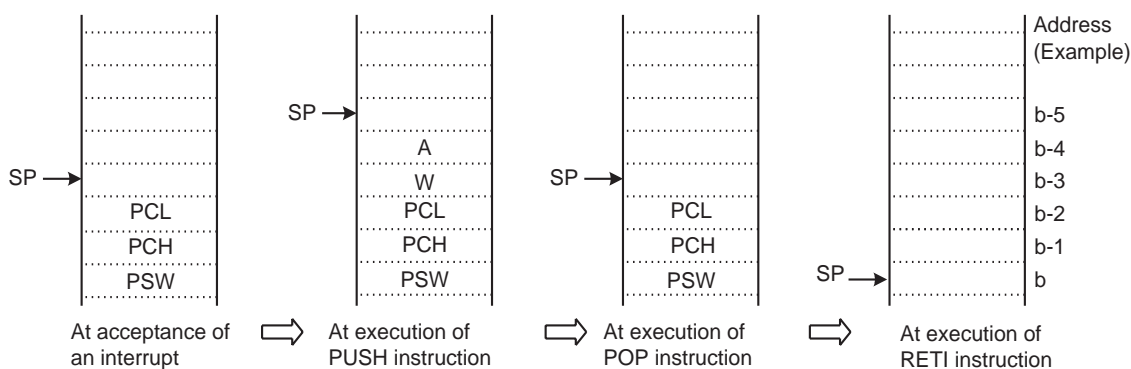 Address
(Example)
SP
b-5
A
b-4
SP
W
SP
b-3
PCL
PCL
PCL
b-2
PCH
PCH
PCH
b-1
PSW
PSW
PSW
SP
b
At acceptance of
an interrupt
At execution of
PUSH instruction
At execution of
POP instruction
At execution of
RETI instruction